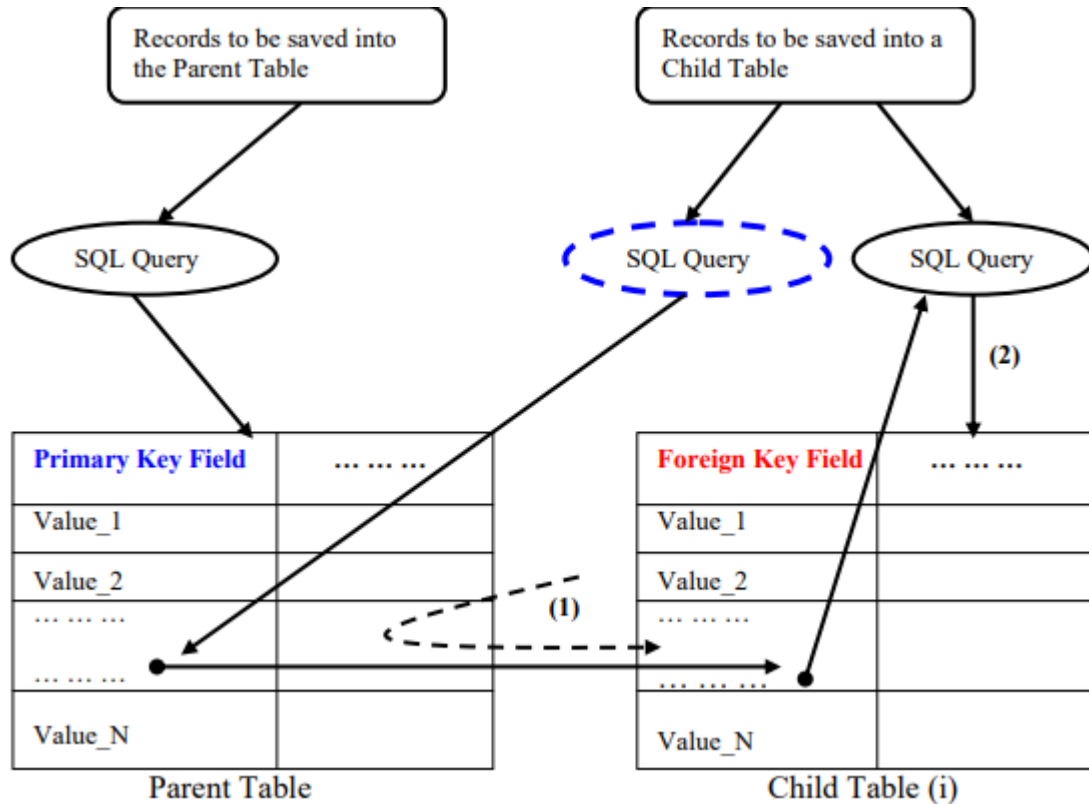 Records to be saved into
the Parent Table
Records to be saved into a
Child Table
SQL Query
SQL Query
SQL Query
(2)
Primary Key Field
... ... ...
Value_1
Value_2
... ... ...
... ... ...
Value_N
Parent Table
(1)
Foreign Key Field
... ... ...
Value_1
Value_2
... ... ...
... ... ...
Value_N
Child Table (i)